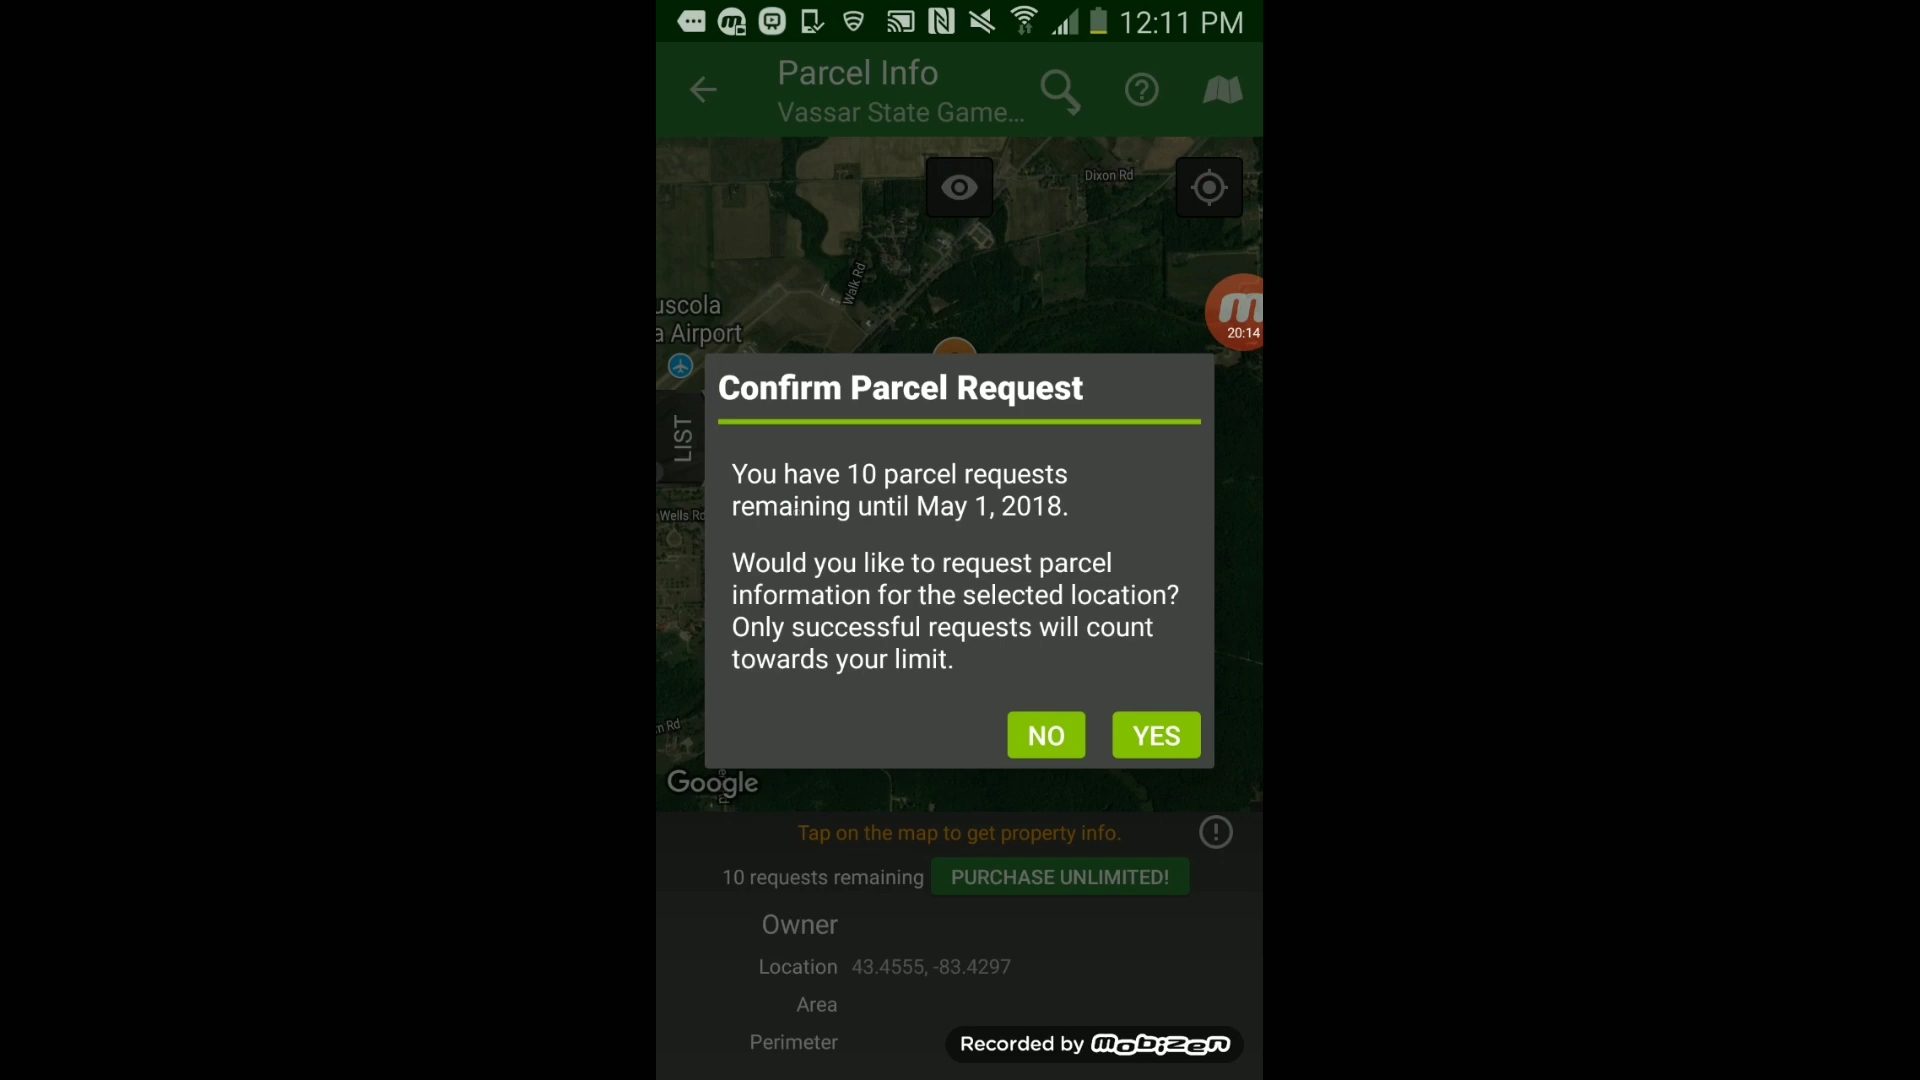 12:11 PM
Parcel Info
Vassar State Game...
Dixon Rd
Walk Rd
uscola
a Airport
20:14
LIST
Wells Rd
Confirm Parcel Request
You have 10 parcel requests
remaining until May 1, 2018.
Would you like to request parcel
information for the selected location?
Only successful requests will count
towards your limit.
NO YES
m Rd
Google
Tap on the map to get property info.
10 requests remaining PURCHASE UNLIMITED!
Owner
Location 43.4555, -83.4297
Area
Perimeter
Recorded by mobizen